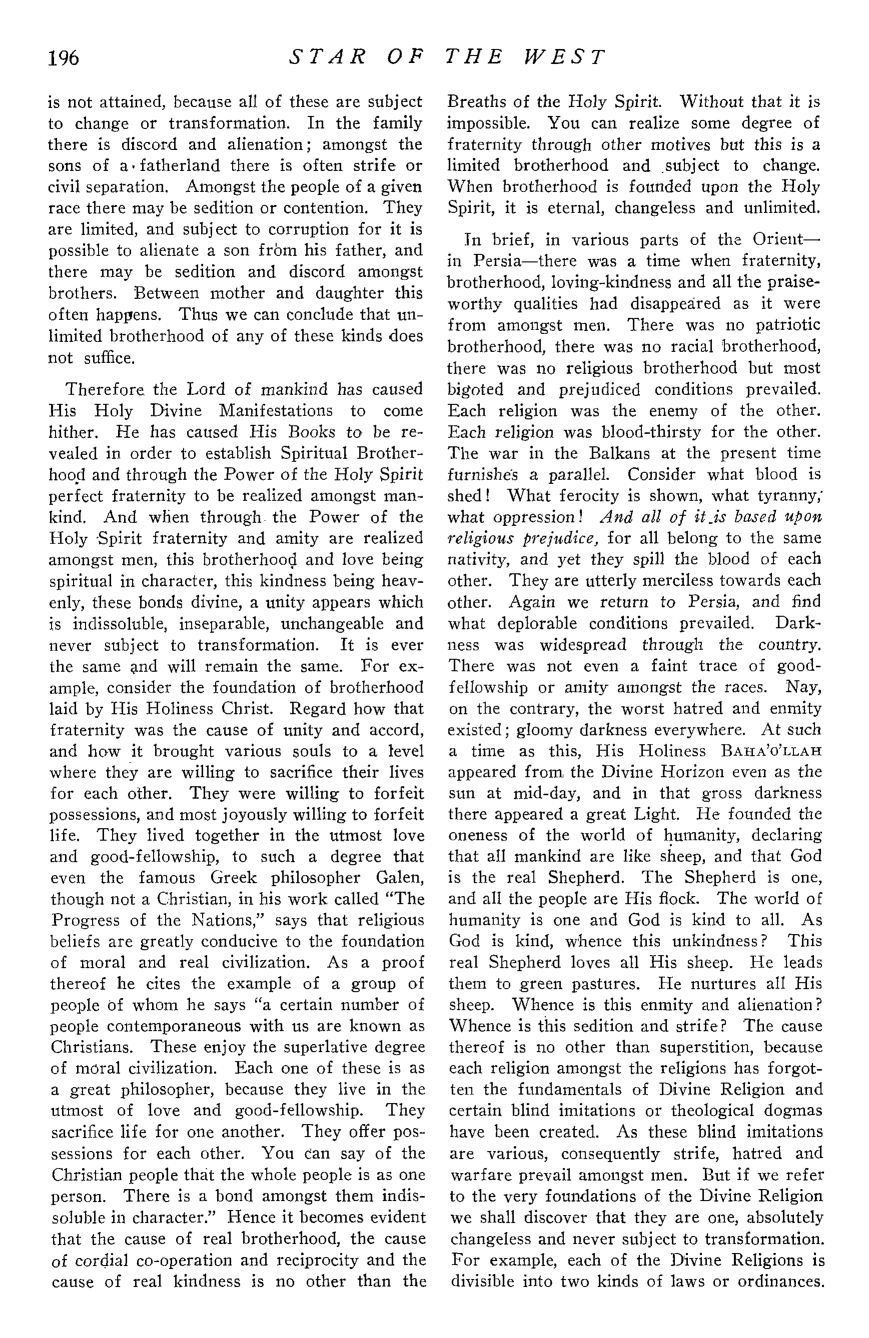 196
STAR OF THE WEST
is not attained, because all of these are subject
to change or transformation. In the family
there is discord and alienation; amongst the
sons of a fatherland there is often strife or
civil separation. Amongst the people of a given
race there may be sedition or contention. They
are limited, and subject to corruption for it is
possible to alienate a son from his father, and
there may be sedition and discord amongst
brothers. Between mother and daughter this
often happens. Thus we can conclude that un-
limited brotherhood of any of these kinds does
not suffice.
Therefore the Lord of mankind has caused
His Holy Divine Manifestations to come
hither. He has caused His Books to be re-
vealed in order to establish Spiritual Brother-
hood and through the Power of the Holy Spirit
perfect fraternity to be realized amongst man-
kind. And when through the Power of the
Holy Spirit fraternity and amity are realized
amongst men, this brotherhood and love being
spiritual in character, this kindness being heav-
enly, these bonds divine, a unity appears which
is indissoluble, inseparable, unchangeable and
never subject to transformation. It is ever
the same and will remain the same. For ex-
ample, consider the foundation of brotherhood
laid by His Holiness Christ. Regard how that
fraternity was the cause of unity and accord,
and how it brought various souls to a level
where they are willing to sacrifice their lives
for each other. They were willing to forfeit
possessions, and most joyously willing to forfeit
life. They lived together in the utmost love
and good-fellowship, to such a degree that
even the famous Greek philosopher Galen,
though not a Christian, in his work called "The
Progress of the Nations," says that religious
beliefs are greatly conducive to the foundation
of moral and real civilization. As a proof
thereof he cites the example of a group of
people of whom he says "a certain number of
people contemporaneous with us are known as
Christians. These enjoy the superlative degree
of moral civilization. Each one of these is as
a great philosopher, because they live in the
utmost of love and good-fellowship. They
sacrifice life for one another. They offer pos-
sessions for each other. You can say of the
Christian people that the whole people is as one
person. There is a bond amongst them indis-
soluble in character." Hence it becomes evident
that the cause of real brotherhood, the cause
of cordial co-operation and reciprocity and the
cause of real kindness is no other than the
Breaths of the Holy Spirit. Without that it is
impossible. You can realize some degree of
fraternity through other motives but this is a
limited brotherhood and subject to change.
When brotherhood is founded upon the Holy
Spirit, it is eternal, changeless and unlimited.
In brief, in various parts of the Orient—
in Persia—there was a time when fraternity,
brotherhood, loving-kindness and all the praise-
worthy qualities had disappeared as it were
from amongst men. There was no patriotic
brotherhood, there was no racial brotherhood,
there was no religious brotherhood but most
bigoted and prejudiced conditions prevailed.
Each religion was the enemy of the other.
Each religion was blood-thirsty for the other.
The war in the Balkans at the present time
furnishes a parallel. Consider what blood is
shed! What ferocity is shown, what tyranny,
what oppression! And all of it is based upon
religious prejudice, for all belong to the same
nativity, and yet they spill the blood of each
other. They are utterly merciless towards each
other. Again we return to Persia, and find
what deplorable conditions prevailed. Dark-
ness was widespread through the country.
There was not even a faint trace of good-
fellowship or amity amongst the races. Nay,
on the contrary, the worst hatred and enmity
existed; gloomy darkness everywhere. At such
a time as this, His Holiness BAHA'O'LLAH
appeared from the Divine Horizon even as the
sun at mid-day, and in that gross darkness
there appeared a great Light. He founded the
oneness of the world of humanity, declaring
that all mankind are like sheep, and that God
is the real Shepherd. The Shepherd is one,
and all the people are His flock. The world of
humanity is one and God is kind to all. As
God is kind, whence this unkindness? This
real Shepherd loves all His sheep. He leads
them to green pastures. He nurtures all His
sheep. Whence is this enmity and alienation?
Whence is this sedition and strife? The cause
thereof is no other than superstition, because
each religion amongst the religions has forgot-
ten the fundamentals of Divine Religion and
certain blind imitations or theological dogmas
have been created. As these blind imitations
are various, consequently strife, hatred and
warfare prevail amongst men. But if we refer
to the very foundations of the Divine Religion
we shall discover that they are one, absolutely
changeless and never subject to transformation.
For example, each of the Divine Religions is
divisible into two kinds of laws or ordinances.